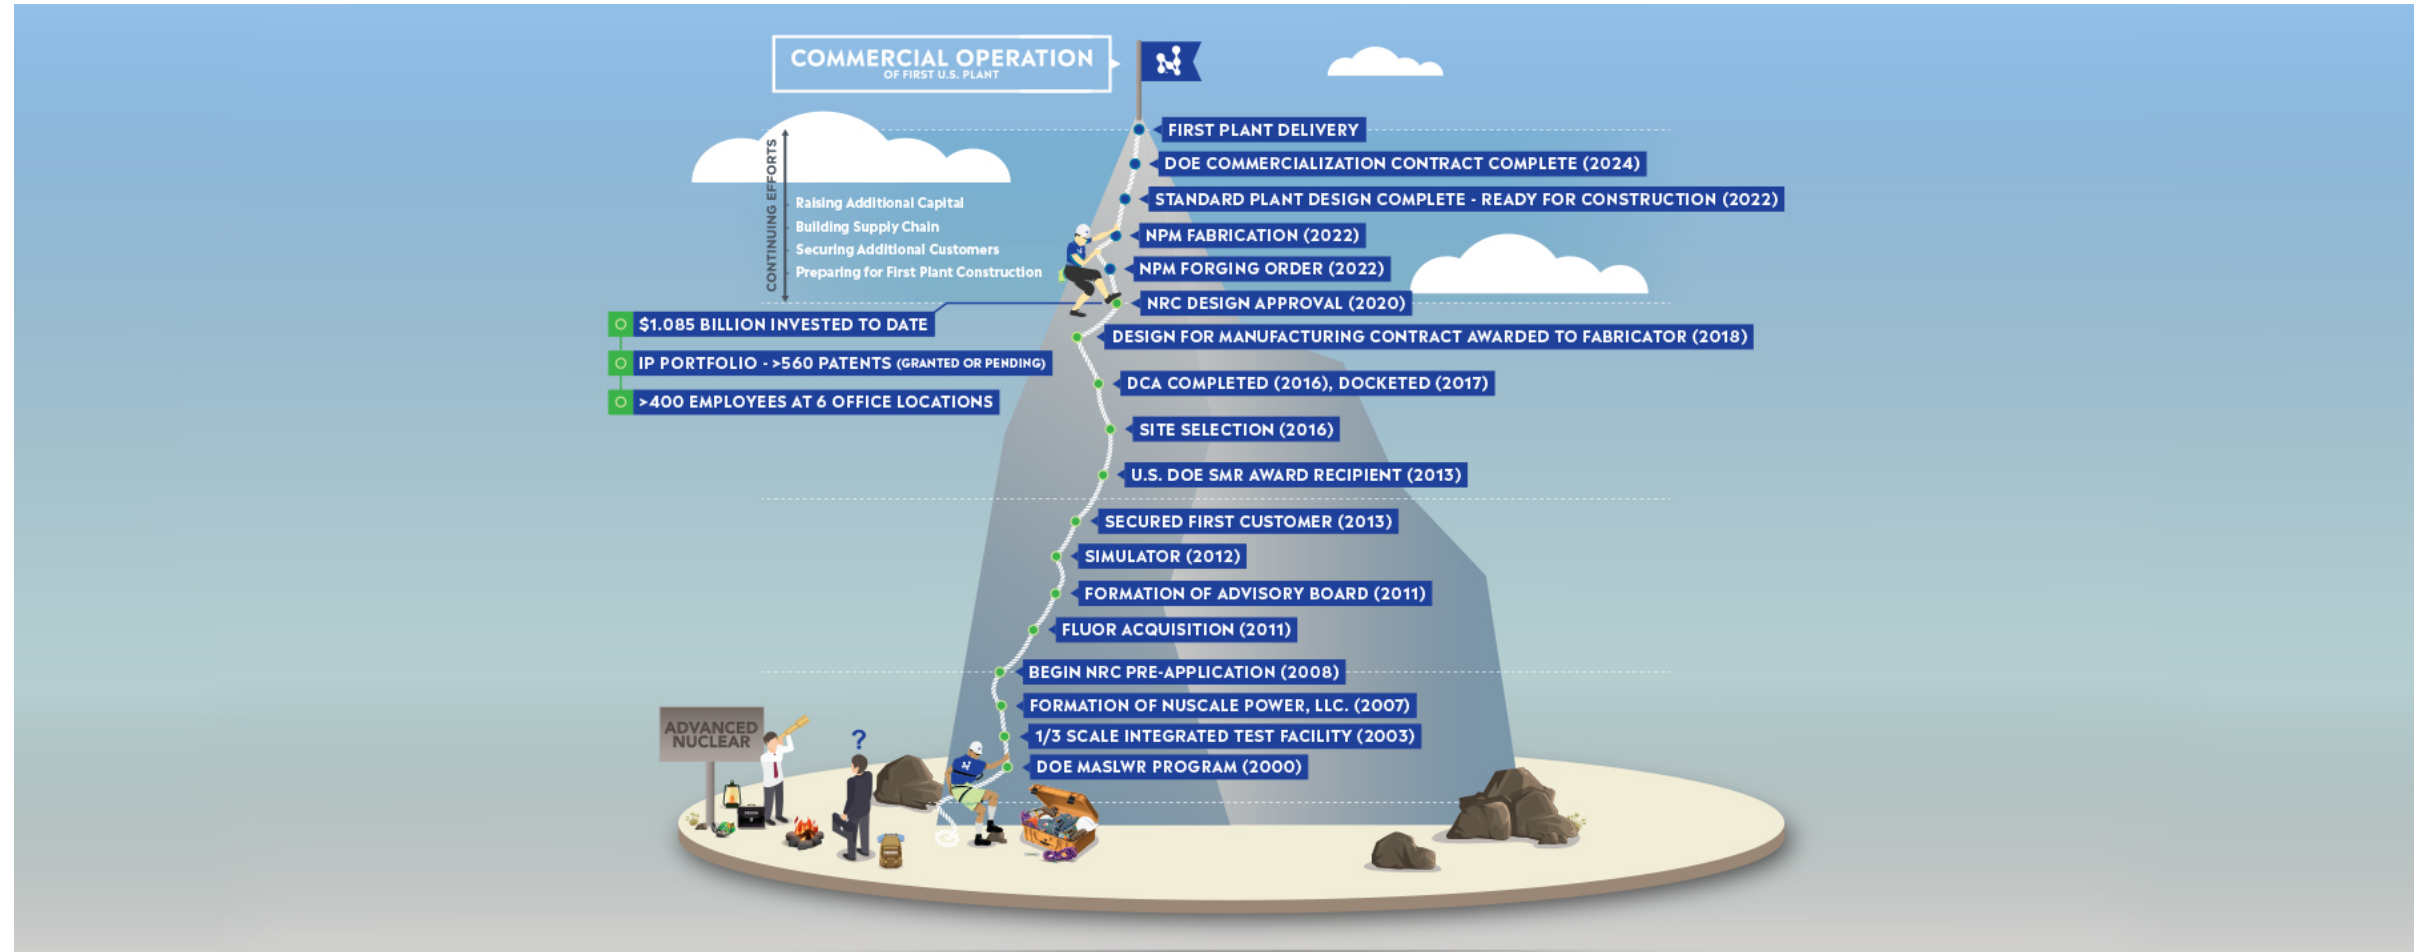 COMMERCIAL OPERATION
OF FIRST U.S. PLANT
FIRST PLANT DELIVERY
DOE COMMERCIALIZATION CONTRACT COMPLETE (2024)
STANDARD PLANT DESIGN COMPLETE - READY FOR CONSTRUCTION (2022)
NPM FABRICATION (2022)
NPM FORGING ORDER (2022)
NRC DESIGN APPROVAL (2020)
CONTINUING EFFORTS
Raising Additional Capital
Building Supply Chain
Securing Additional Customers
Preparing for First Plant Construction
$1.085 BILLION INVESTED TO DATE
IP PORTFOLIO - >560 PATENTS (GRANTED OR PENDING)
>400 EMPLOYEES AT 6 OFFICE LOCATIONS
DESIGN FOR MANUFACTURING CONTRACT AWARDED TO FABRICATOR (2018)
DCA COMPLETED (2016), DOCKETED (2017)
SITE SELECTION (2016)
U.S. DOE SMR AWARD RECIPIENT (2013)
SECURED FIRST CUSTOMER (2013)
SIMULATOR (2012)
FORMATION OF ADVISORY BOARD (2011)
FLUOR ACQUISITION (2011)
BEGIN NRC PRE-APPLICATION (2008)
FORMATION OF NUSCALE POWER, LLC. (2007)
1/3 SCALE INTEGRATED TEST FACILITY (2003)
DOE MASLWR PROGRAM (2000)
ADVANCED
NUCLEAR
?